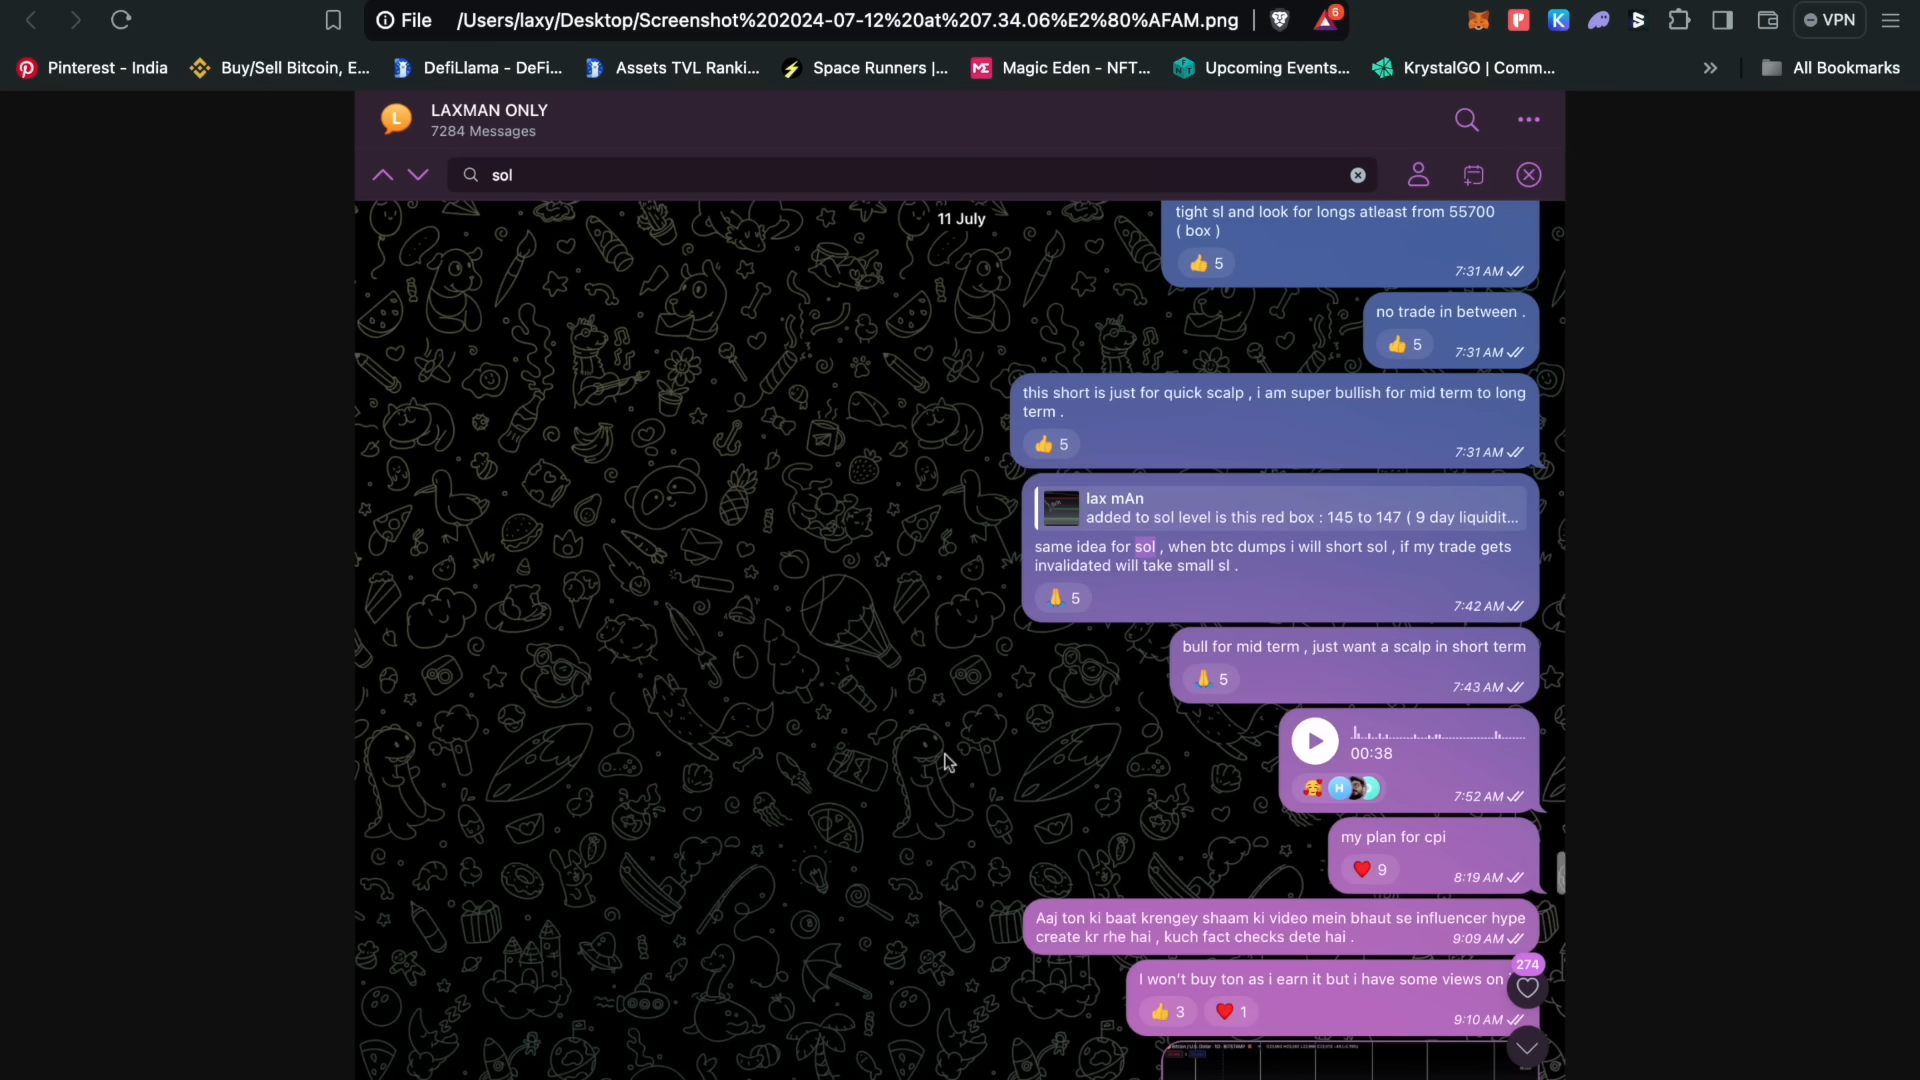 File /Users/laxy/Desktop/Screenshot%202024-07-12%20at%207.34.06%E2%80%AFAM.png
6
VPN
Pinterest - India
Buy/Sell Bitcoin, E...
DefiLlama - DeFi...
Assets TVL Ranki...
Space Runners |...
ME Magic Eden - NFT...
Upcoming Events...
KrystalGO | Comm...
All Bookmarks
L
LAXMAN ONLY
7284 Messages
sol
11 July
tight sl and look for longs atleast from 55700
( box )
👍 5
7:31 AM
no trade in between .
👍 5
7:31 AM
this short is just for quick scalp , i am super bullish for mid term to long
term .
👍 5
7:31 AM
lax mAn
added to sol level is this red box : 145 to 147 ( 9 day liquidit...
same idea for sol , when btc dumps i will short sol , if my trade gets
invalidated will take small sl .
🙏 5
7:42 AM
bull for mid term , just want a scalp in short term
🙏 5
7:43 AM
00:38
H
7:52 AM
my plan for cpi
❤️ 9
8:19 AM
Aaj ton ki baat krengey shaam ki video mein bhaut se influencer hype
create kr rhe hai , kuch fact checks dete hai .
9:09 AM
274
I won't buy ton as i earn it but i have some views on
👍 3 ❤️ 1
9:10 AM